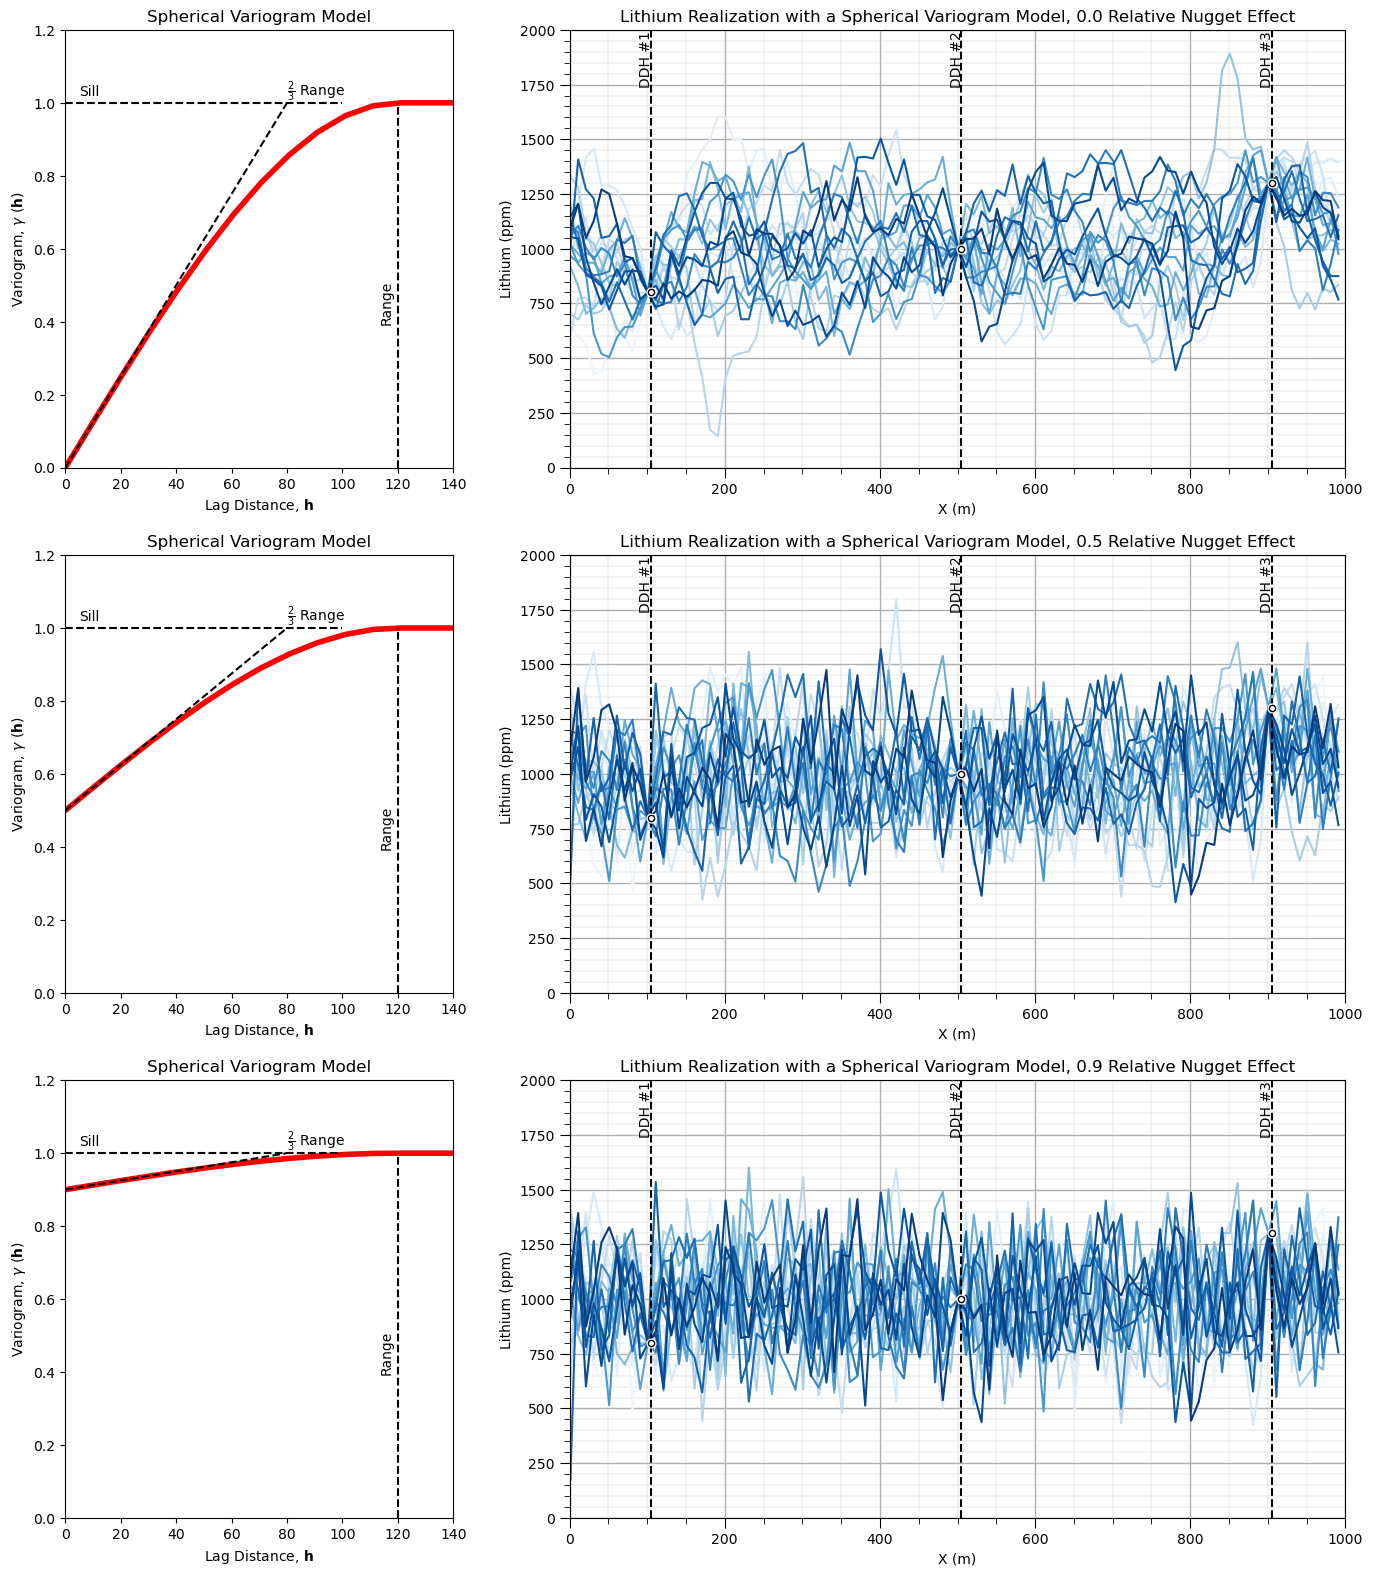 Spherical Variogram Model
1.2
1.0
0.8
0.6
0.4
0.2
0.0
Variogram, γ (h)
Sill
2/3 Range
Range
0 20 40 60 80 100 120 140
Lag Distance, h
Lithium Realization with a Spherical Variogram Model, 0.0 Relative Nugget Effect
2000
1750
1500
1250
1000
750
500
250
0
Lithium (ppm)
DDH #1
DDH #2
DDH #3
0 200 400 600 800 1000
X (m)
Spherical Variogram Model
1.2
1.0
0.8
0.6
0.4
0.2
0.0
Variogram, γ (h)
Sill
2/3 Range
Range
0 20 40 60 80 100 120 140
Lag Distance, h
Lithium Realization with a Spherical Variogram Model, 0.5 Relative Nugget Effect
2000
1750
1500
1250
1000
750
500
250
0
Lithium (ppm)
DDH #1
DDH #2
DDH #3
0 200 400 600 800 1000
X (m)
Spherical Variogram Model
1.2
1.0
0.8
0.6
0.4
0.2
0.0
Variogram, γ (h)
Sill
2/3 Range
Range
0 20 40 60 80 100 120 140
Lag Distance, h
Lithium Realization with a Spherical Variogram Model, 0.9 Relative Nugget Effect
2000
1750
1500
1250
1000
750
500
250
0
Lithium (ppm)
DDH #1
DDH #2
DDH #3
0 200 400 600 800 1000
X (m)